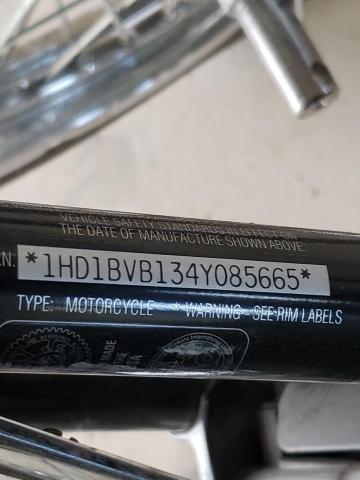 VEHICLE SAFETY STANDARDS IN EFFECT ON
THE DATE OF MANUFACTURE SHOWN ABOVE.
.N. *1HD1BVB134Y085665*
TYPE: MOTORCYCLE - * WARNING - SEE RIM LABELS
MADE